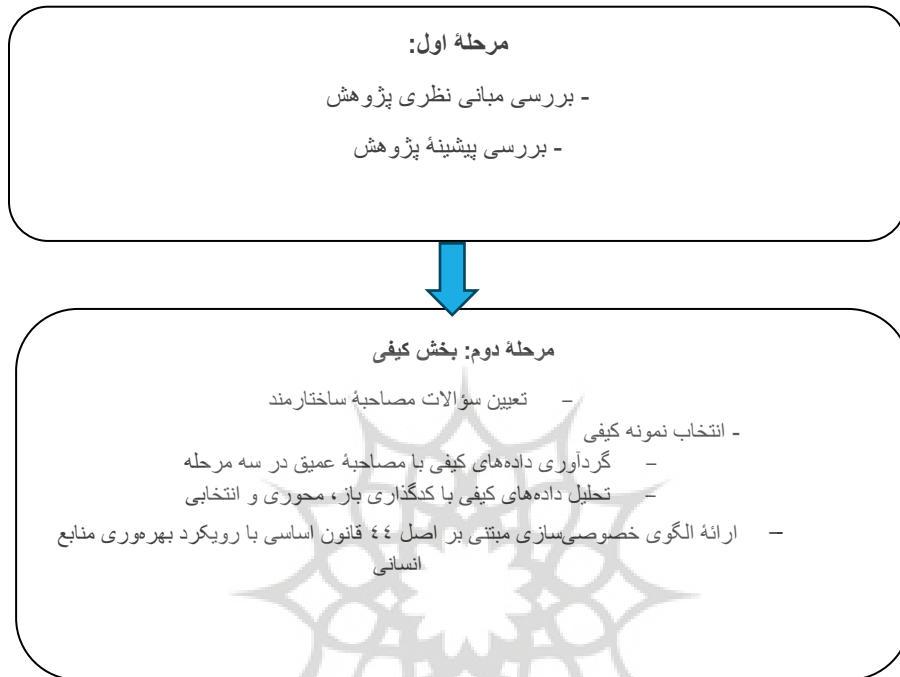 مرحلهٔ اول:
- بررسی مبانی نظری پژوهش
- بررسی پیشینهٔ پژوهش
مرحلهٔ دوم: بخش کیفی
– تعیین سؤالات مصاحبهٔ ساختارمند
- انتخاب نمونه کیفی
– گردآوری داده‌های کیفی با مصاحبهٔ عمیق در سه مرحله
– تحلیل داده‌های کیفی با کدگذاری باز، محوری و انتخابی
– ارائهٔ الگوی خصوصی‌سازی مبتنی بر اصل ٤٤ قانون اساسی با رویکرد بهره‌وری منابع
انسانی